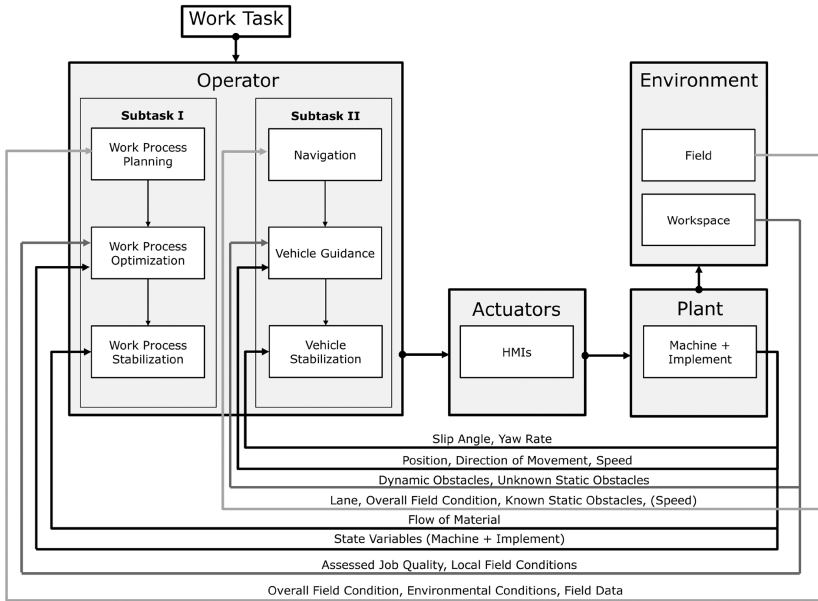 Work Task
Operator
Subtask I
Subtask II
Work Process
Planning
Navigation
Work Process
Optimization
Vehicle Guidance
Work Process
Stabilization
Vehicle
Stabilization
Actuators
HMIs
Plant
Machine +
Implement
Environment
Field
Workspace
Slip Angle, Yaw Rate
Position, Direction of Movement, Speed
Dynamic Obstacles, Unknown Static Obstacles
Lane, Overall Field Condition, Known Static Obstacles, (Speed)
Flow of Material
State Variables (Machine + Implement)
Assessed Job Quality, Local Field Conditions
Overall Field Condition, Environmental Conditions, Field Data